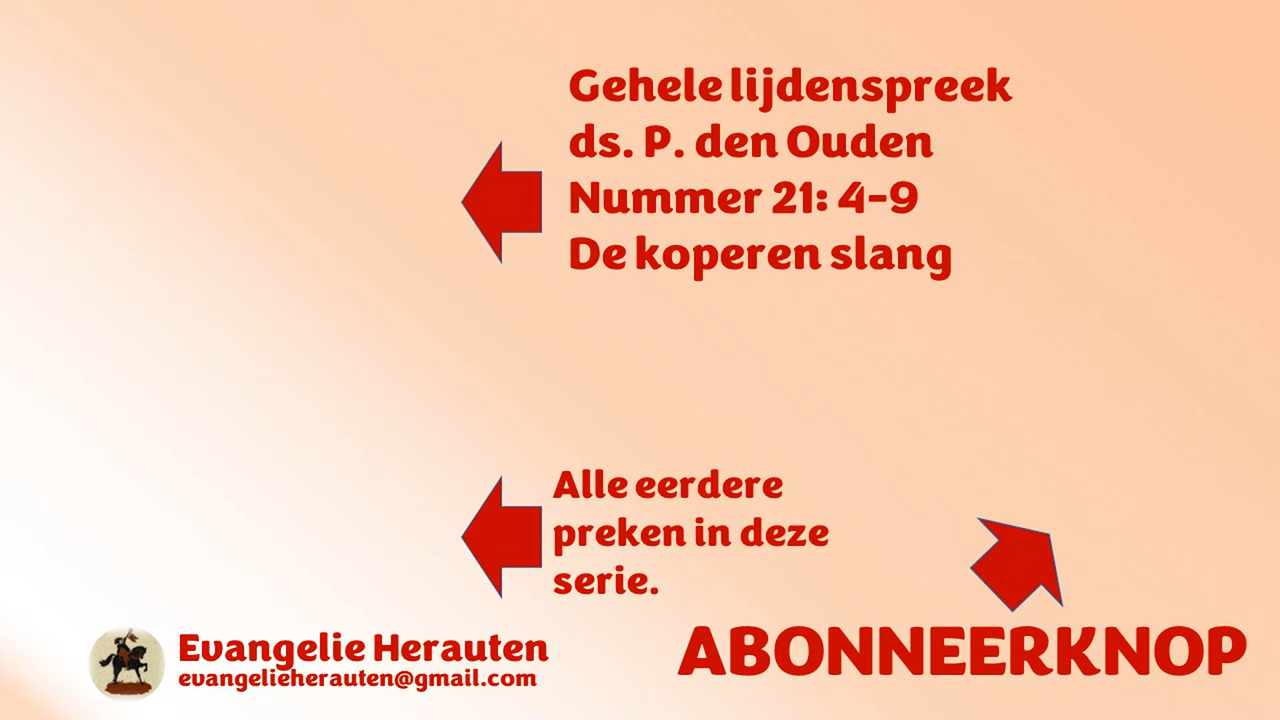 Gehele lijdenspreek
ds. P. den Ouden
Nummer 21: 4-9
De koperen slang
Alle eerdere
preken in deze
serie.
Evangelie Herauten
evangelieherauten@gmail.com
ABONNEERKNOP